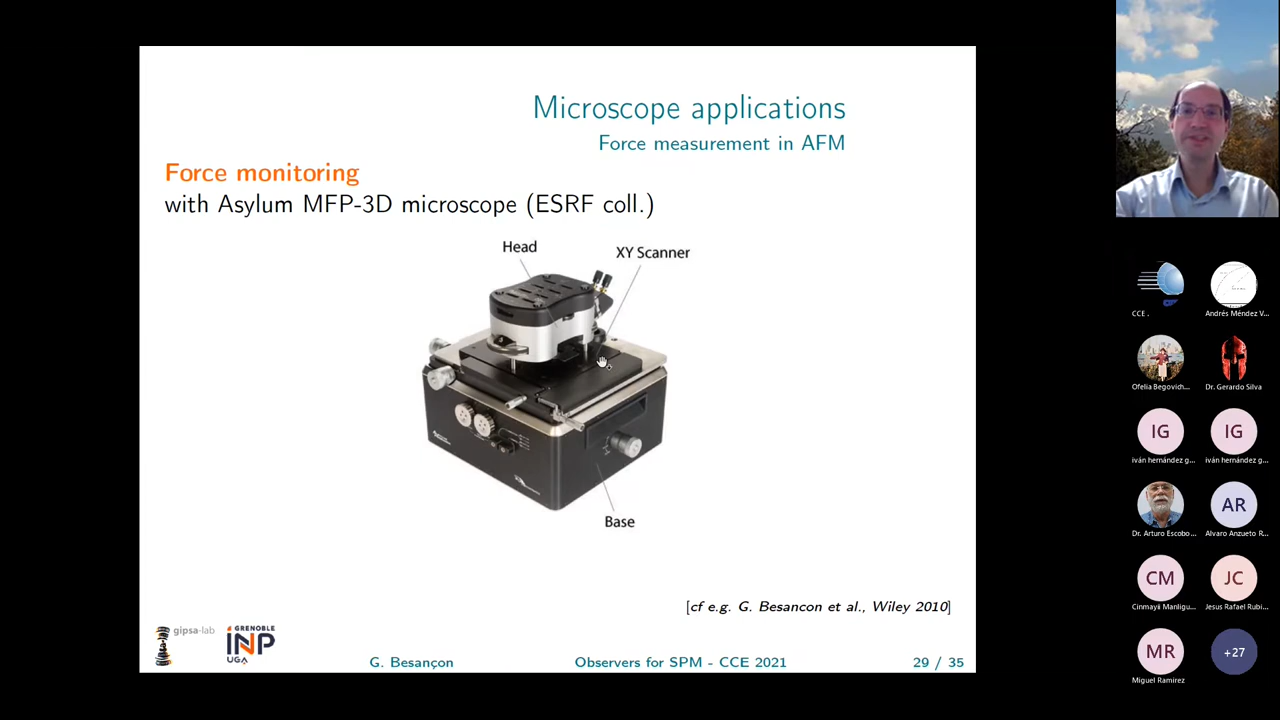 Microscope applications
Force measurement in AFM
Force monitoring
with Asylum MFP-3D microscope (ESRF coll.)
Head
XY Scanner
Base
[cf e.g. G. Besancon et al., Wiley 2010]
gipsa-lab
GRENOBLE
INP
UGA
G. Besançon
Observers for SPM - CCE 2021
29 / 35
CCE .
Andrés Méndez V...
Ofelia Begovich...
Dr. Gerardo Silva
IG
IG
iván hernández g...
iván hernández g...
AR
Dr. Arturo Escobo...
Alvaro Anzueto R...
CM
JC
Cinmayii Manligu...
Jesus Rafael Rubi...
MR
+27
Miguel Ramirez